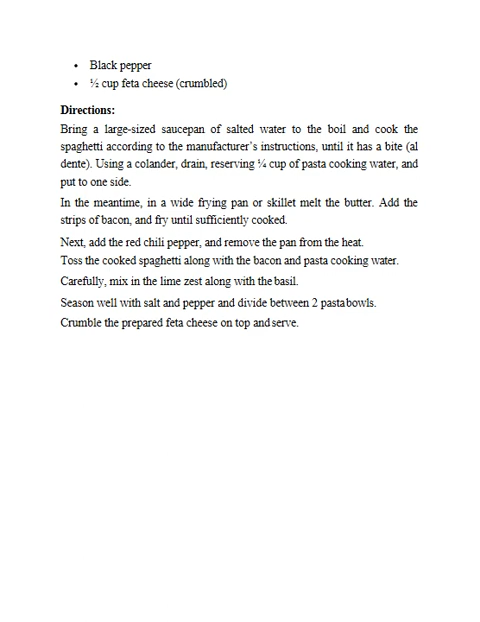 • Black pepper
• ½ cup feta cheese (crumbled)
Directions:
Bring a large-sized saucepan of salted water to the boil and cook the
spaghetti according to the manufacturer's instructions, until it has a bite (al
dente). Using a colander, drain, reserving ¼ cup of pasta cooking water, and
put to one side.
In the meantime, in a wide frying pan or skillet melt the butter. Add the
strips of bacon, and fry until sufficiently cooked.
Next, add the red chili pepper, and remove the pan from the heat.
Toss the cooked spaghetti along with the bacon and pasta cooking water.
Carefully, mix in the lime zest along with the basil.
Season well with salt and pepper and divide between 2 pasta bowls.
Crumble the prepared feta cheese on top and serve.